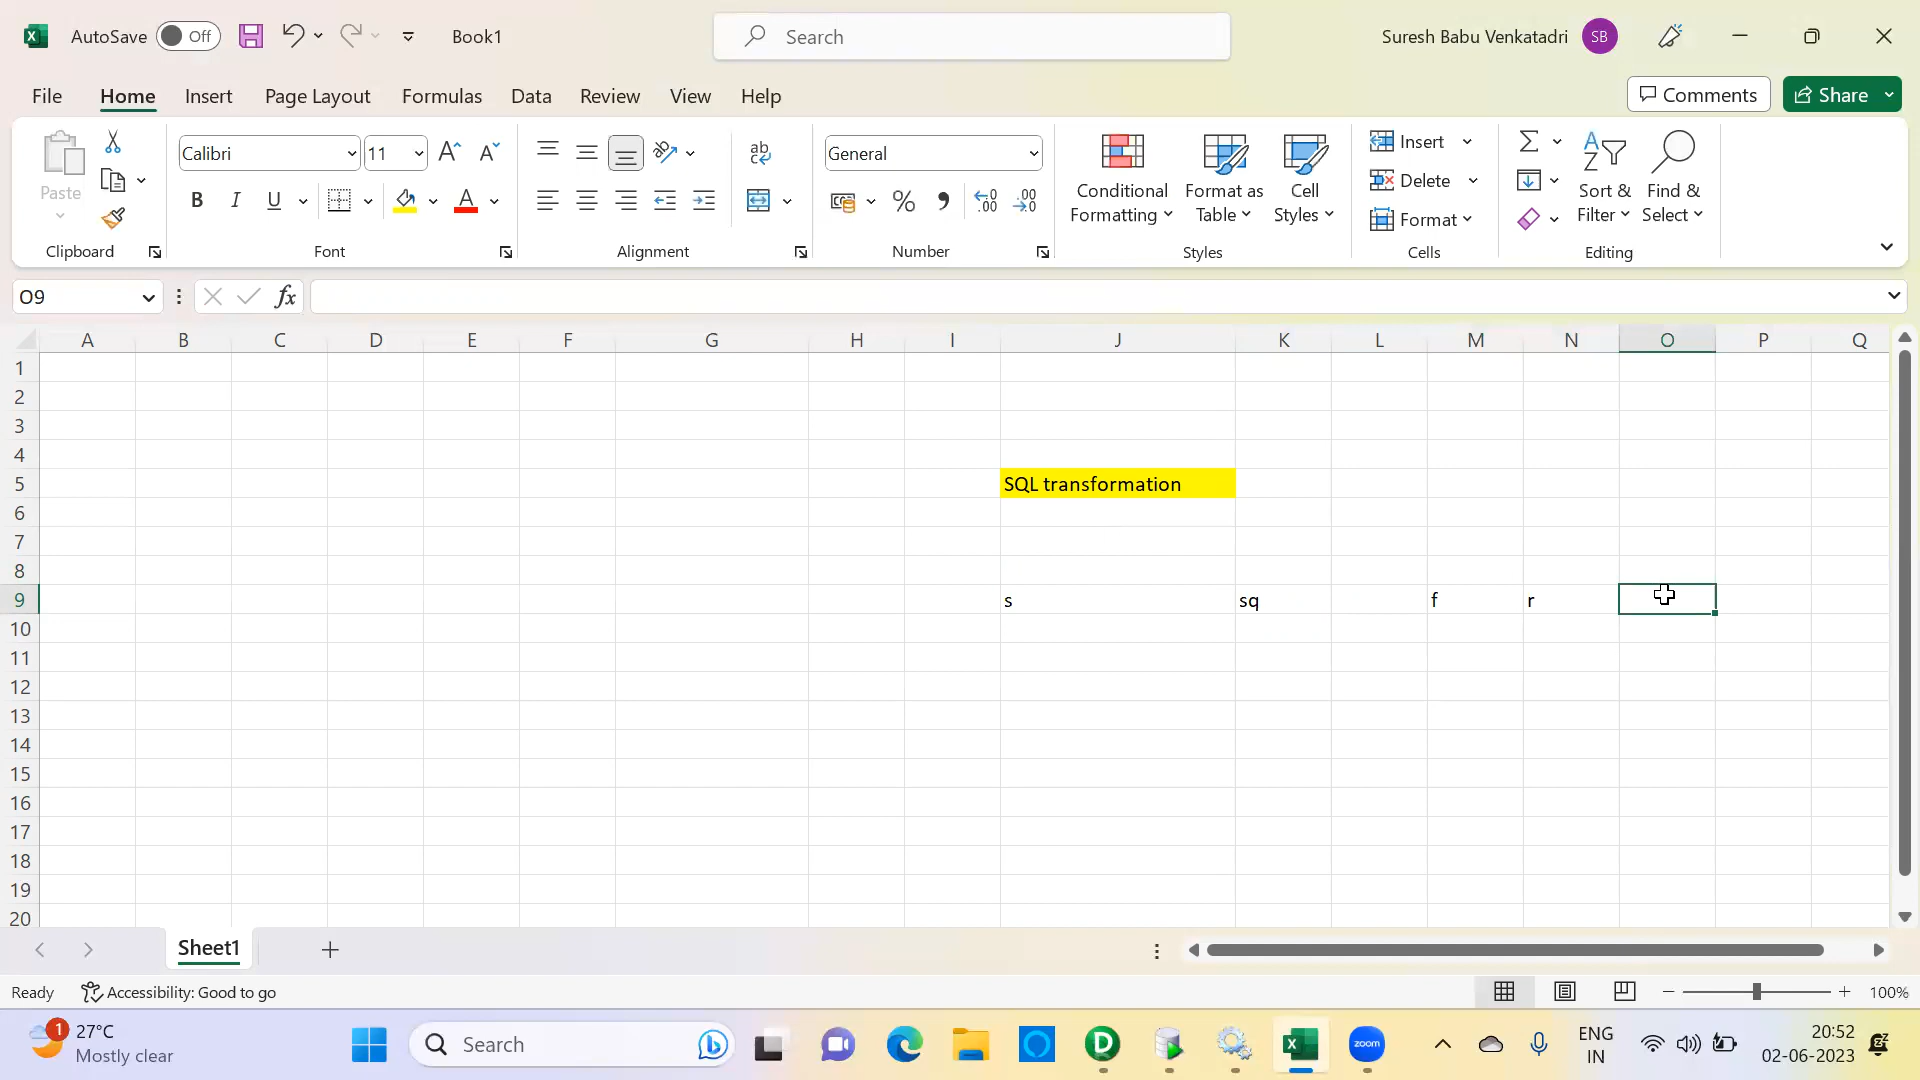 AutoSave Off Book1 Search Suresh Babu Venkatadri SB
File Home Insert Page Layout Formulas Data Review View Help Comments Share
Paste Calibri 11 General Conditional Formatting Format as Table Cell Styles Insert Delete Format Sort & Filter Find & Select
Clipboard Font Alignment Number Styles Cells Editing
O9 fx
A B C D E F G H I J K L M N O P Q
1
2
3
4
5 SQL transformation
6
7
8
9 s sq f r
10
11
12
13
14
15
16
17
18
19
20
Sheet1
Ready Accessibility: Good to go 100%
1 27°C Search zoom ENG 20:52
Mostly clear IN 02-06-2023